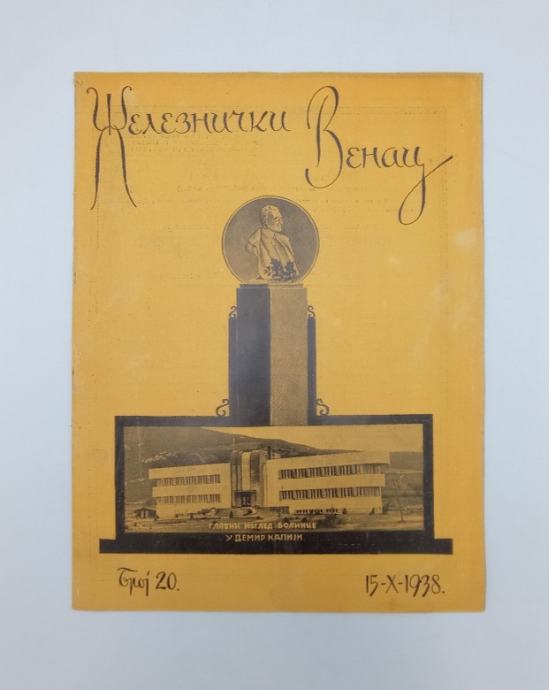 Железнички Венац
ГЛАВНИ ИЗГЛЕД БОЛНИЦЕ
У ДЕМИР КАПИЈИ
Број 20.
15-X-1938.